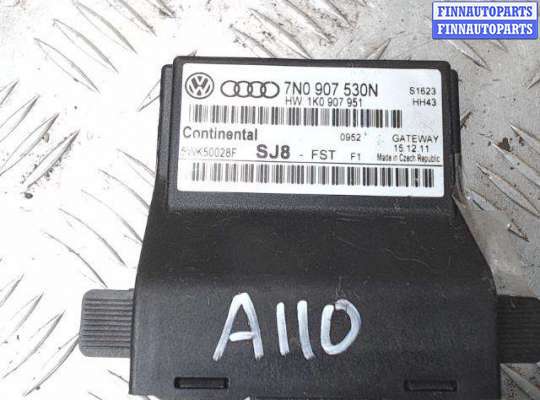 FINNAUTOPARTS
FINNAUTOPARTS
7N0 907 530N
S1623
HW 1K0 907 951
HH43
Continental
0952
GATEWAY
5WK50028F
SJ8 - FST F1
15.12.11
Made in Czech Republic
A110